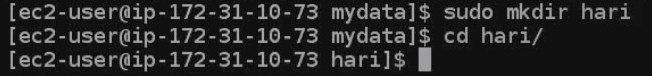 [ec2-user@ip-172-31-10-73 mydata]$ sudo mkdir hari
[ec2-user@ip-172-31-10-73 mydata]$ cd hari/
[ec2-user@ip-172-31-10-73 hari]$